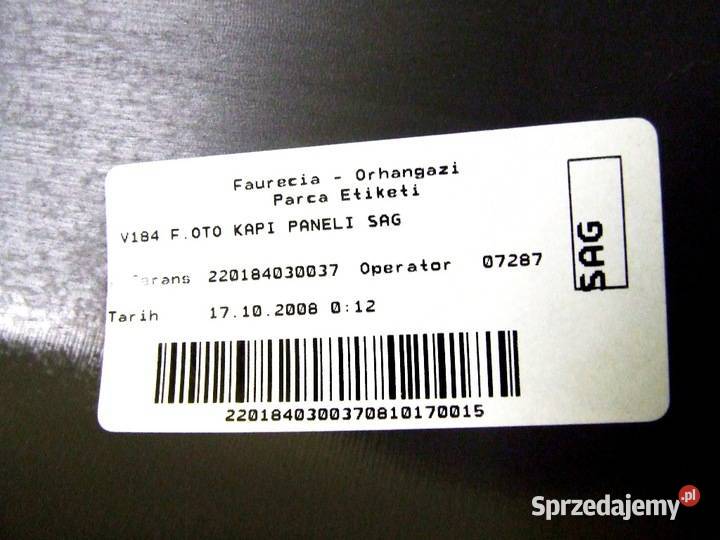 Faurecia - Orhangazi
Parca Etiketi
V184 F.OTO KAPI PANELI SAG
220184030037 Operator 07287
Tarih 17.10.2008 0:12
2201840300370810170015
SAG
Sprzedajemy.pl